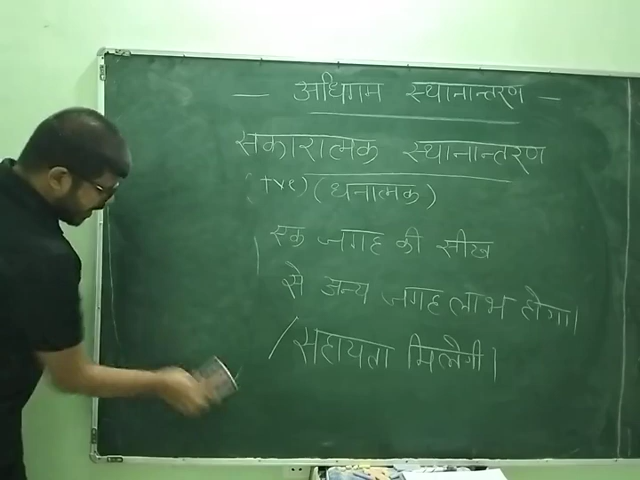 — अधिगम स्थानान्तरण —
सकारात्मक स्थानान्तरण
(+ve) (धनात्मक)
एक जगह की सीख
से अन्य जगह लाभ होगा।
/सहायता मिलेगी।